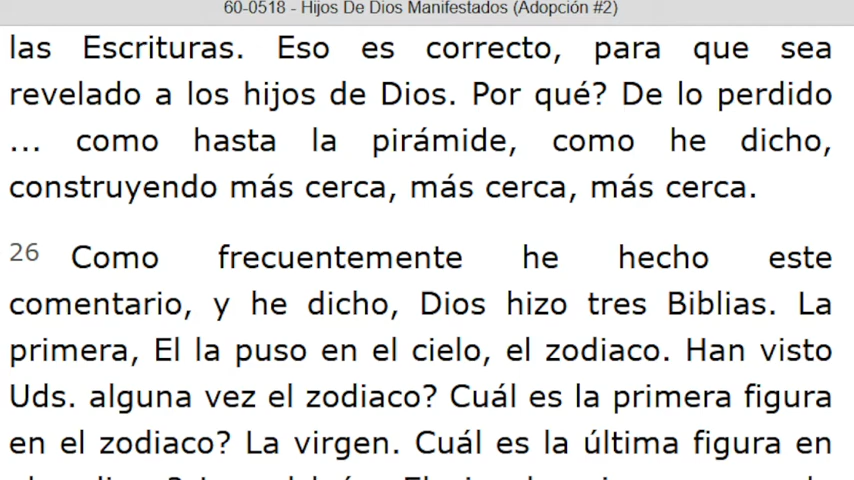 60-0518 - Hijos De Dios Manifestados (Adopción #2)
las Escrituras. Eso es correcto, para que sea
revelado a los hijos de Dios. Por qué? De lo perdido
... como hasta la pirámide, como he dicho,
construyendo más cerca, más cerca, más cerca.
26 Como frecuentemente he hecho este
comentario, y he dicho, Dios hizo tres Biblias. La
primera, El la puso en el cielo, el zodiaco. Han visto
Uds. alguna vez el zodiaco? Cuál es la primera figura
en el zodiaco? La virgen. Cuál es la última figura en